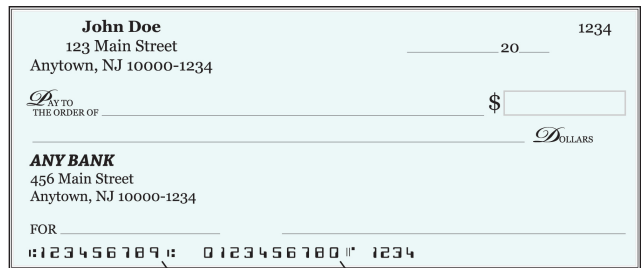 John Doe 1234
123 Main Street 20
Anytown, NJ 10000-1234
PAY TO
THE ORDER OF $
DOLLARS
ANY BANK
456 Main Street
Anytown, NJ 10000-1234
FOR
⑆123456789⑆ 0123456780⑈ 1234